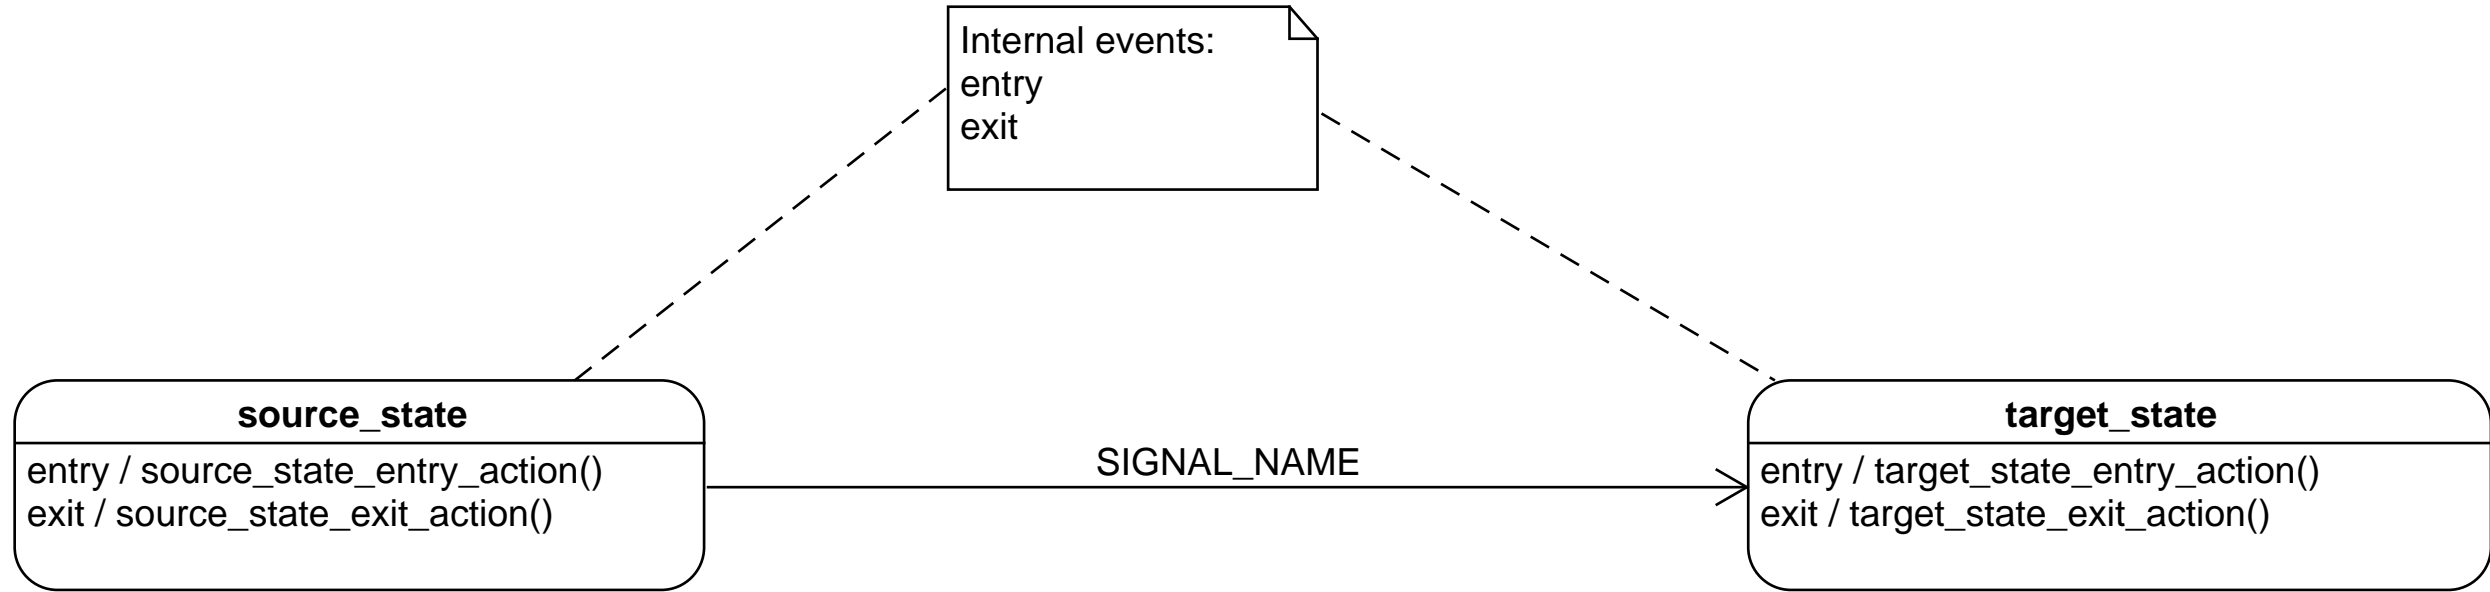 Internal events:
entry
exit
source_state
entry / source_state_entry_action()
exit / source_state_exit_action()
SIGNAL_NAME
target_state
entry / target_state_entry_action()
exit / target_state_exit_action()